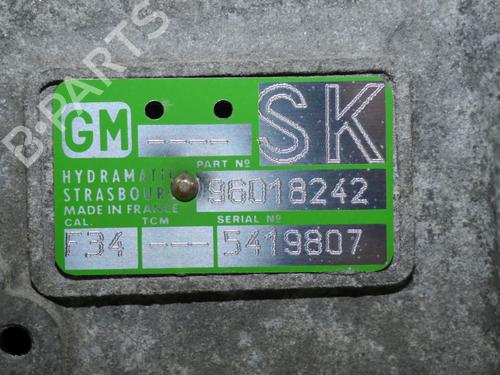 B-PARTS
GM
----
SK
PART Nº
HYDRAMATIC
96018242
STRASBOURG
MADE IN FRANCE
CAL. TCM SERIAL Nº
F34 --- 5419807